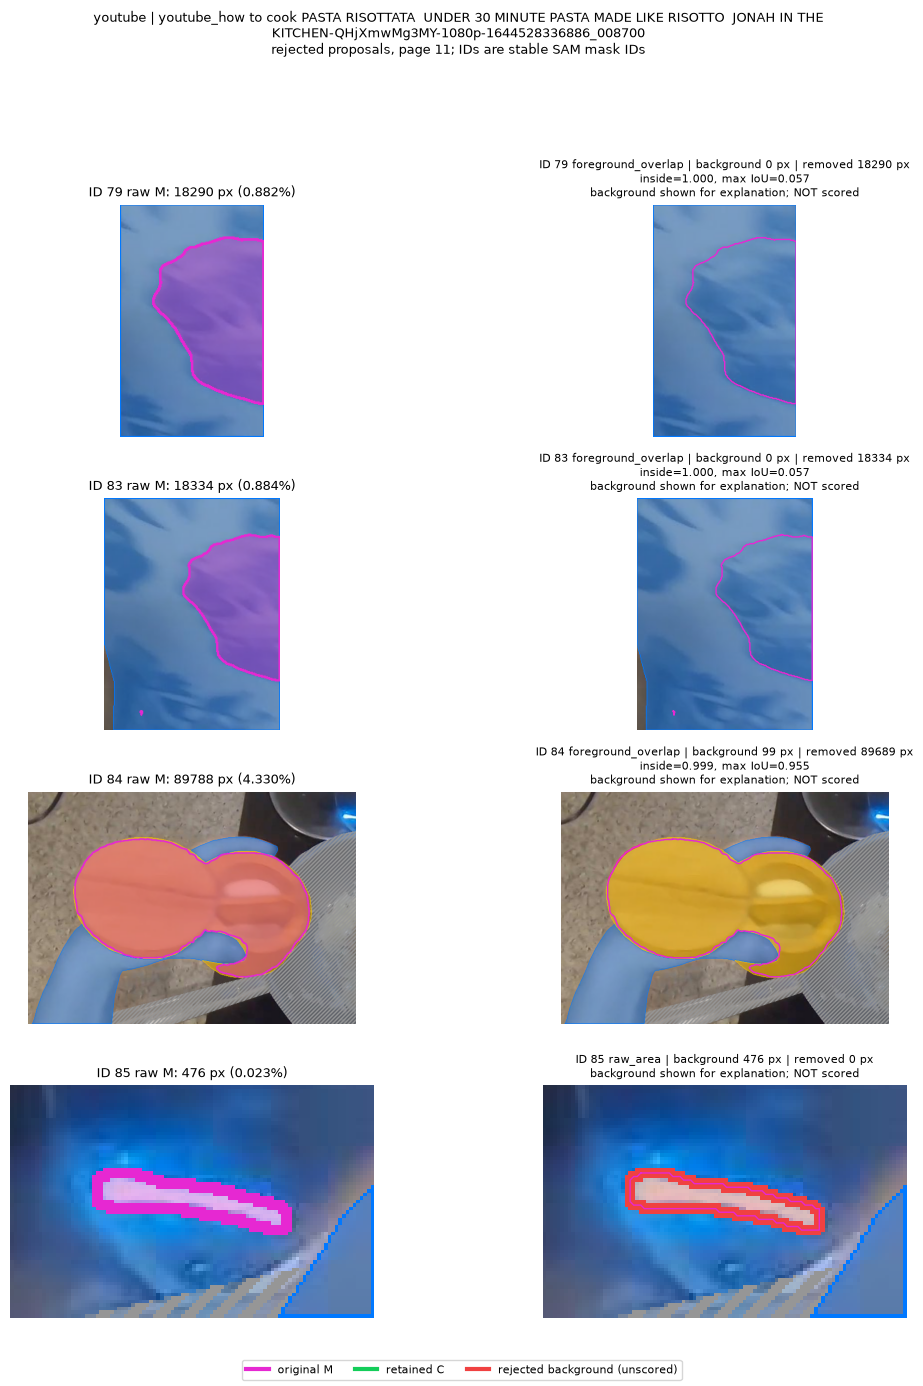 youtube | youtube_how to cook PASTA RISOTTATA  UNDER 30 MINUTE PASTA MADE LIKE RISOTTO  JONAH IN THE
KITCHEN-QHjXmwMg3MY-1080p-1644528336886_008700
rejected proposals, page 11; IDs are stable SAM mask IDs
ID 79 raw M: 18290 px (0.882%)
ID 79 foreground_overlap | background 0 px | removed 18290 px
inside=1.000, max IoU=0.057
background shown for explanation; NOT scored
ID 83 raw M: 18334 px (0.884%)
ID 83 foreground_overlap | background 0 px | removed 18334 px
inside=1.000, max IoU=0.057
background shown for explanation; NOT scored
ID 84 raw M: 89788 px (4.330%)
ID 84 foreground_overlap | background 99 px | removed 89689 px
inside=0.999, max IoU=0.955
background shown for explanation; NOT scored
ID 85 raw M: 476 px (0.023%)
ID 85 raw_area | background 476 px | removed 0 px
background shown for explanation; NOT scored
original M
retained C
rejected background (unscored)